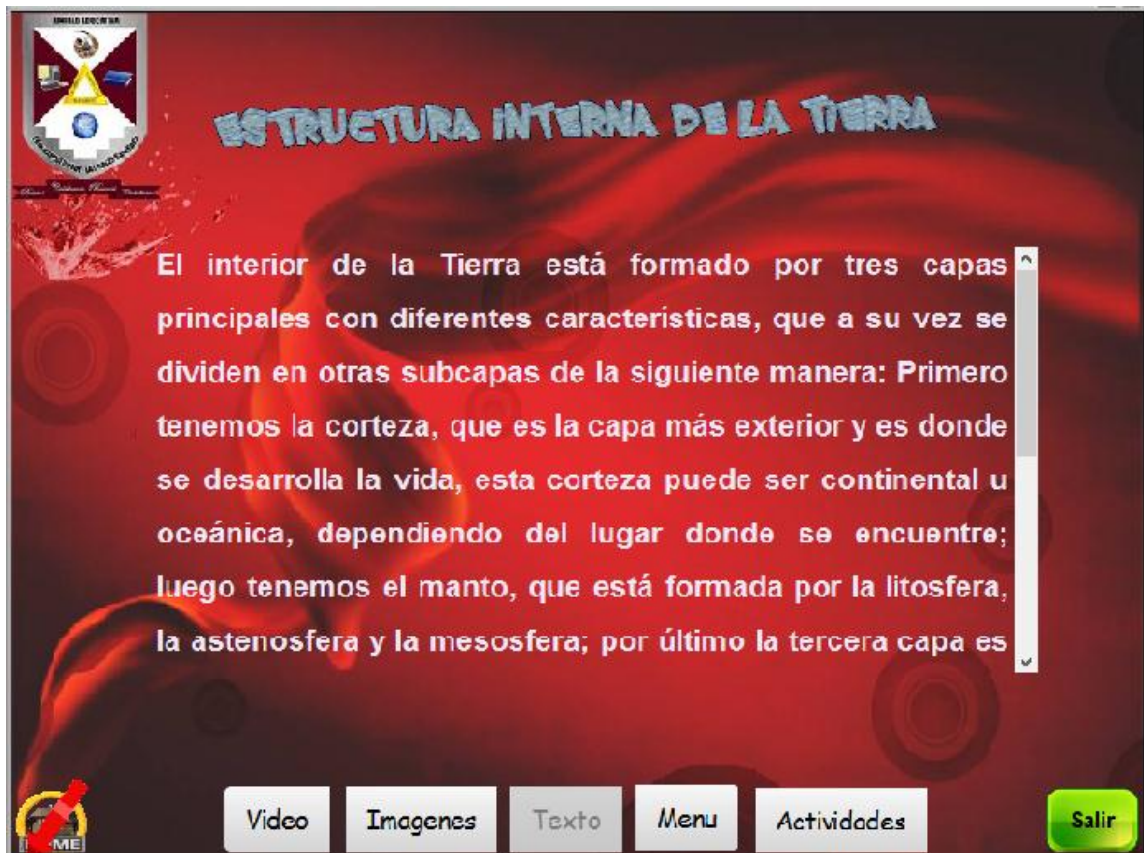 ESTRUCTURA INTERNA DE LA TIERRA
El interior de la Tierra está formado por tres capas
principales con diferentes características, que a su vez se
dividen en otras subcapas de la siguiente manera: Primero
tenemos la corteza, que es la capa más exterior y es donde
se desarrolla la vida, esta corteza puede ser continental u
oceánica, dependiendo del lugar donde se encuentre;
luego tenemos el manto, que está formada por la litosfera,
la astenosfera y la mesosfera; por último la tercera capa es
Video
Imagenes
Texto
Menu
Actividades
Salir